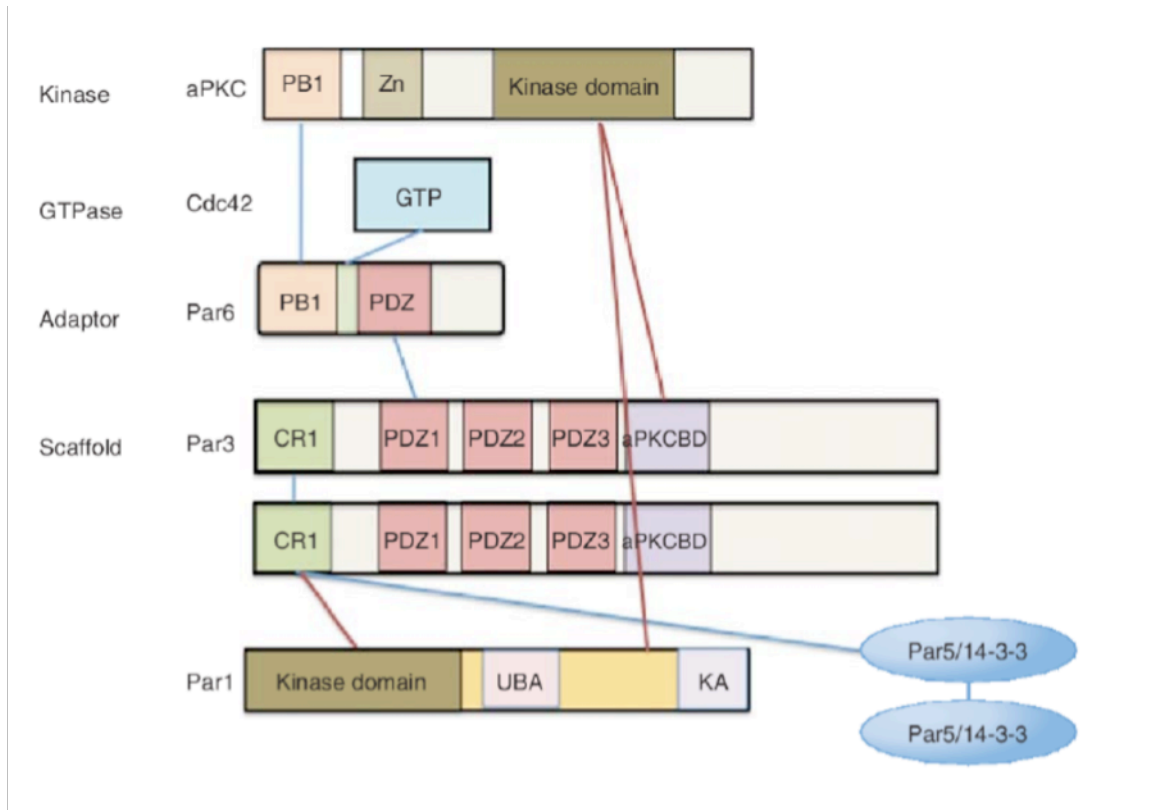 Kinase aPKC PB1 Zn Kinase domain
GTPase Cdc42 GTP
Adaptor Par6 PB1 PDZ
Scaffold Par3 CR1 PDZ1 PDZ2 PDZ3 aPKCBD
CR1 PDZ1 PDZ2 PDZ3 aPKCBD
Par5/14-3-3
Par1 Kinase domain UBA KA
Par5/14-3-3